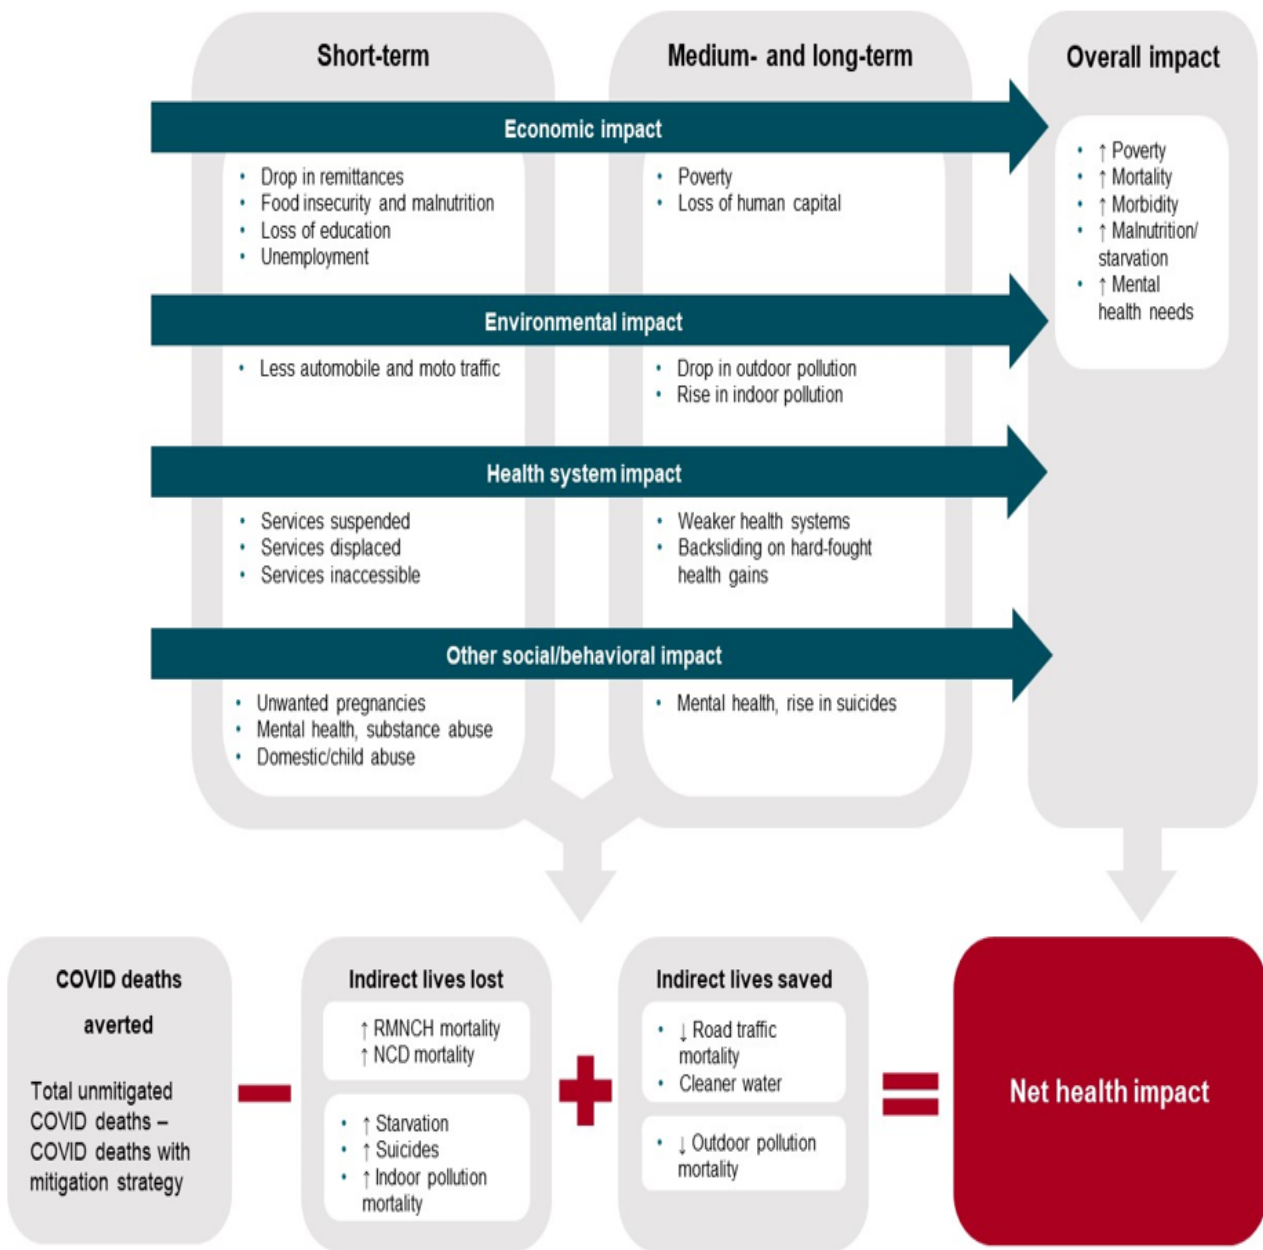 Short-term
Medium- and long-term
Overall impact
Economic impact
• Drop in remittances
• Food insecurity and malnutrition
• Loss of education
• Unemployment
• Poverty
• Loss of human capital
• ↑ Poverty
• ↑ Mortality
• ↑ Morbidity
• ↑ Malnutrition/
starvation
• ↑ Mental
health needs
Environmental impact
• Less automobile and moto traffic
• Drop in outdoor pollution
• Rise in indoor pollution
Health system impact
• Services suspended
• Services displaced
• Services inaccessible
• Weaker health systems
• Backsliding on hard-fought
health gains
Other social/behavioral impact
• Unwanted pregnancies
• Mental health, substance abuse
• Domestic/child abuse
• Mental health, rise in suicides
COVID deaths
averted
Total unmitigated
COVID deaths –
COVID deaths with
mitigation strategy
Indirect lives lost
↑ RMNCH mortality
↑ NCD mortality
• ↑ Starvation
• ↑ Suicides
• ↑ Indoor pollution
mortality
Indirect lives saved
• ↓ Road traffic
mortality
• Cleaner water
• ↓ Outdoor pollution
mortality
Net health impact